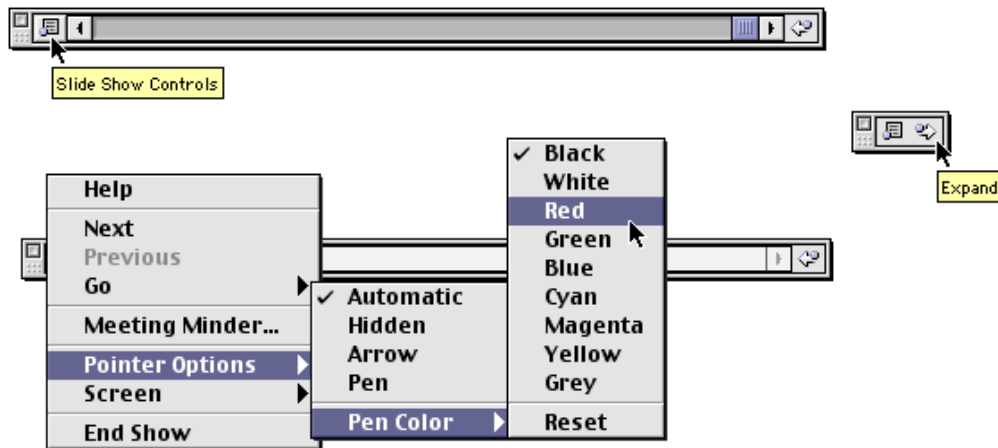 Slide Show Controls
Expand
Help
Next
Previous
Go
Meeting Minder...
Pointer Options
Screen
End Show
Automatic
Hidden
Arrow
Pen
Pen Color
Black
White
Red
Green
Blue
Cyan
Magenta
Yellow
Grey
Reset